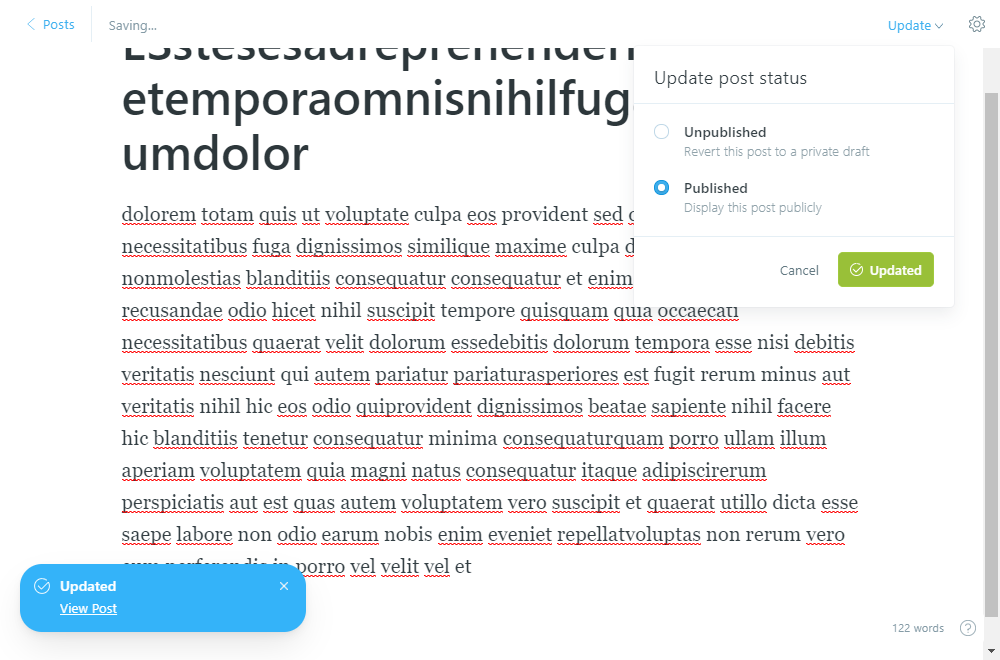 Posts
Saving...
Update
etemporaomnisnihilfug
umdolor
Update post status
Unpublished
Revert this post to a private draft
Published
Display this post publicly
Cancel
Updated
dolorem totam quis ut voluptate culpa eos provident sed
necessitatibus fuga dignissimos similique maxime culpa
nonmolestias blanditiis consequatur consequatur et enim
recusandae odio hicet nihil suscipit tempore quisquam quia occaecati
necessitatibus quaerat velit dolorum essedebitis dolorum tempora esse nisi debitis
veritatis nesciunt qui autem pariatur pariaturasperiores est fugit rerum minus aut
veritatis nihil hic eos odio quiprovident dignissimos beatae sapiente nihil facere
hic blanditiis tenetur consequatur minima consequaturquam porro ullam illum
aperiam voluptatem quia magni natus consequatur itaque adipiscirerum
perspiciatis aut est quas autem voluptatem vero suscipit et quaerat utillo dicta esse
saepe labore non odio earum nobis enim eveniet repellatvoluptas non rerum vero
porro vel velit vel et
Updated
View Post
122 words